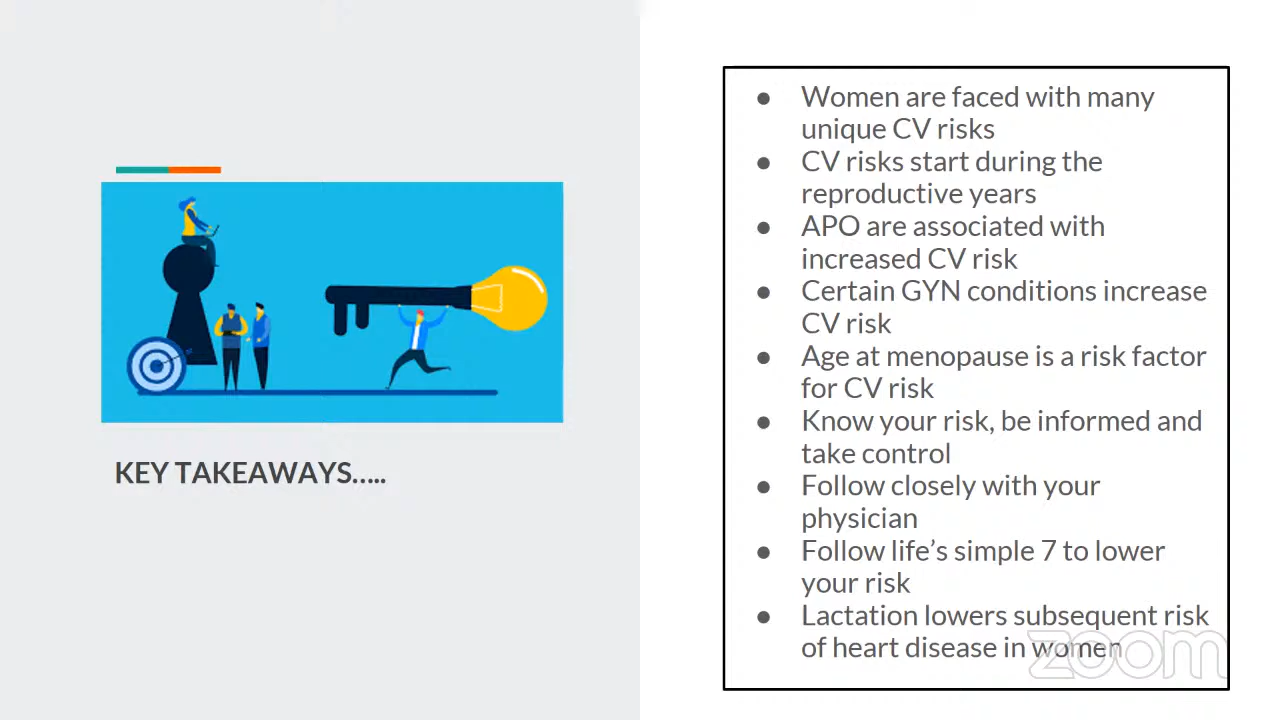 KEY TAKEAWAYS.....
● Women are faced with many
unique CV risks
● CV risks start during the
reproductive years
● APO are associated with
increased CV risk
● Certain GYN conditions increase
CV risk
● Age at menopause is a risk factor
for CV risk
● Know your risk, be informed and
take control
● Follow closely with your
physician
● Follow life’s simple 7 to lower
your risk
● Lactation lowers subsequent risk
of heart disease in women
zoom